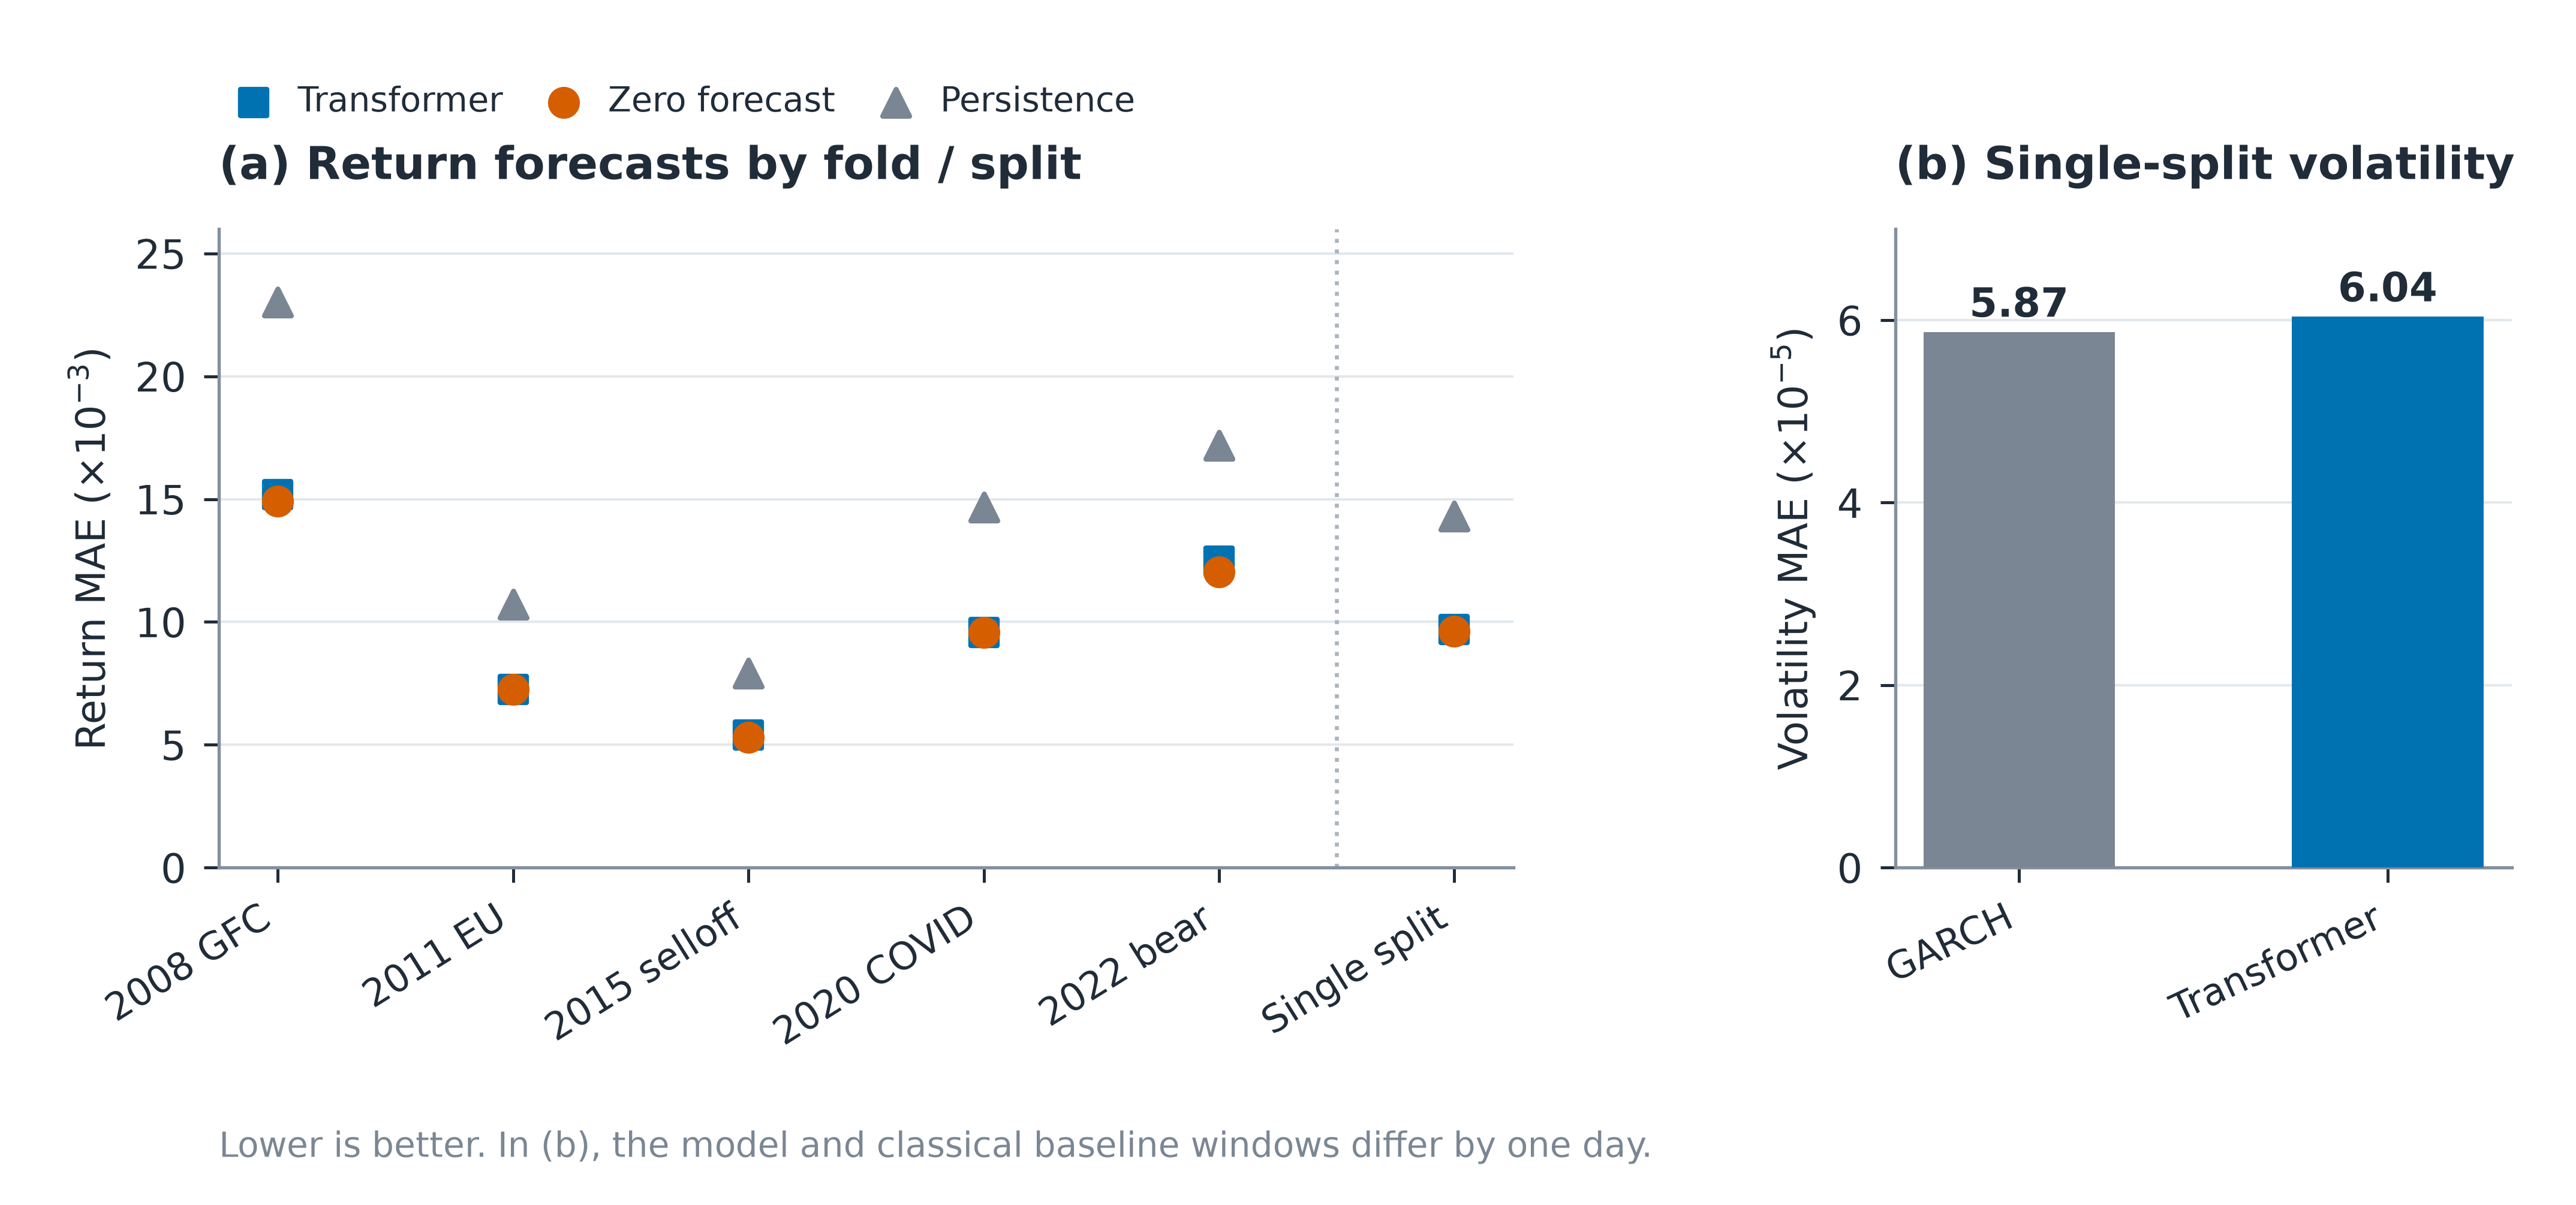 Transformer Zero forecast Persistence
(a) Return forecasts by fold / split
Return MAE (×10⁻³)
25
20
15
10
5
0
2008 GFC
2011 EU
2015 selloff
2020 COVID
2022 bear
Single split
(b) Single-split volatility
Volatility MAE (×10⁻⁵)
6
4
2
0
5.87
6.04
GARCH
Transformer
Lower is better. In (b), the model and classical baseline windows differ by one day.